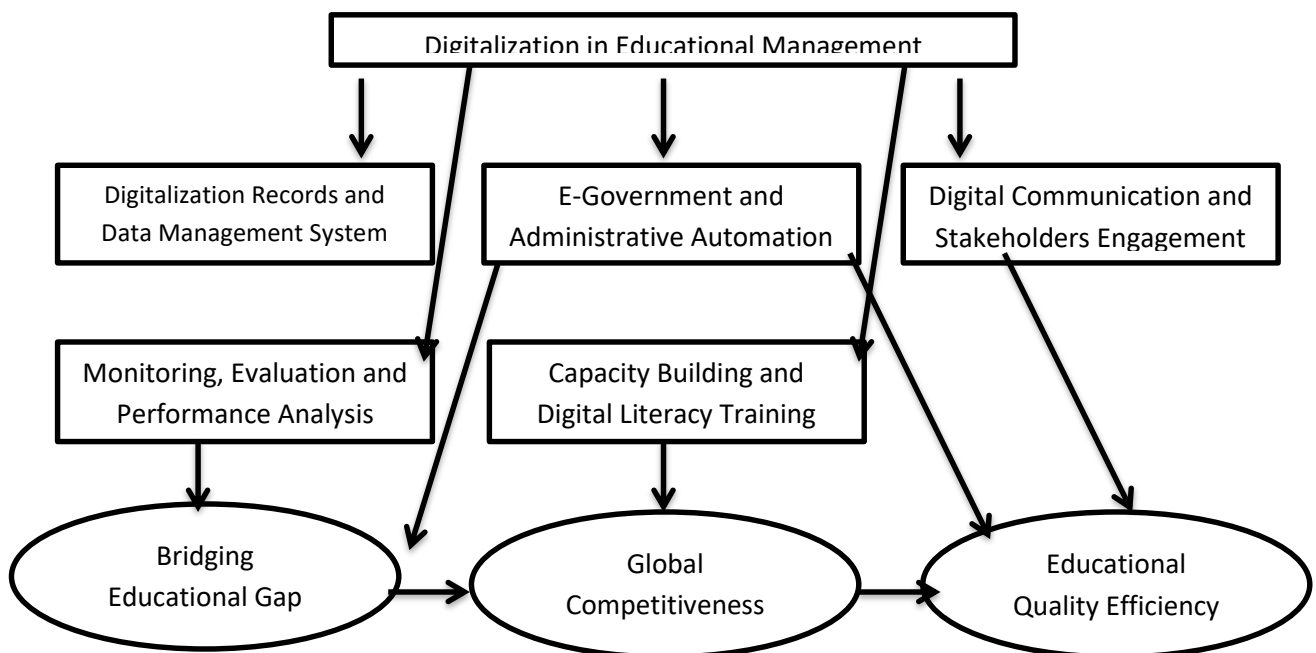 Digitalization in Educational Management
Digitalization Records and
Data Management System
E-Government and
Administrative Automation
Digital Communication and
Stakeholders Engagement
Monitoring, Evaluation and
Performance Analysis
Capacity Building and
Digital Literacy Training
Bridging
Educational Gap
Global
Competitiveness
Educational
Quality Efficiency